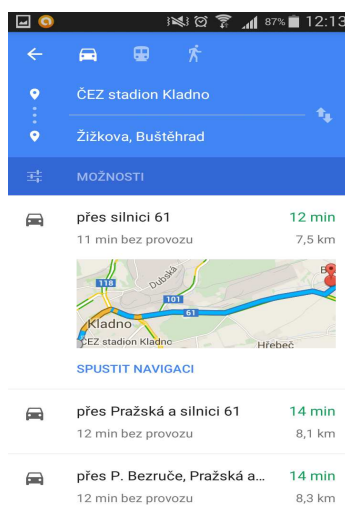 87% 12:13
ČEZ stadion Kladno
Žižkova, Buštěhrad
MOŽNOSTI
přes silnici 61 12 min
11 min bez provozu 7,5 km
118
Dubská
B
101
61
Kladno
ČEZ stadion Kladno
Hřebeč
SPUSTIT NAVIGACI
přes Pražská a silnici 61 14 min
12 min bez provozu 8,1 km
přes P. Bezruče, Pražská a... 14 min
12 min bez provozu 8,3 km